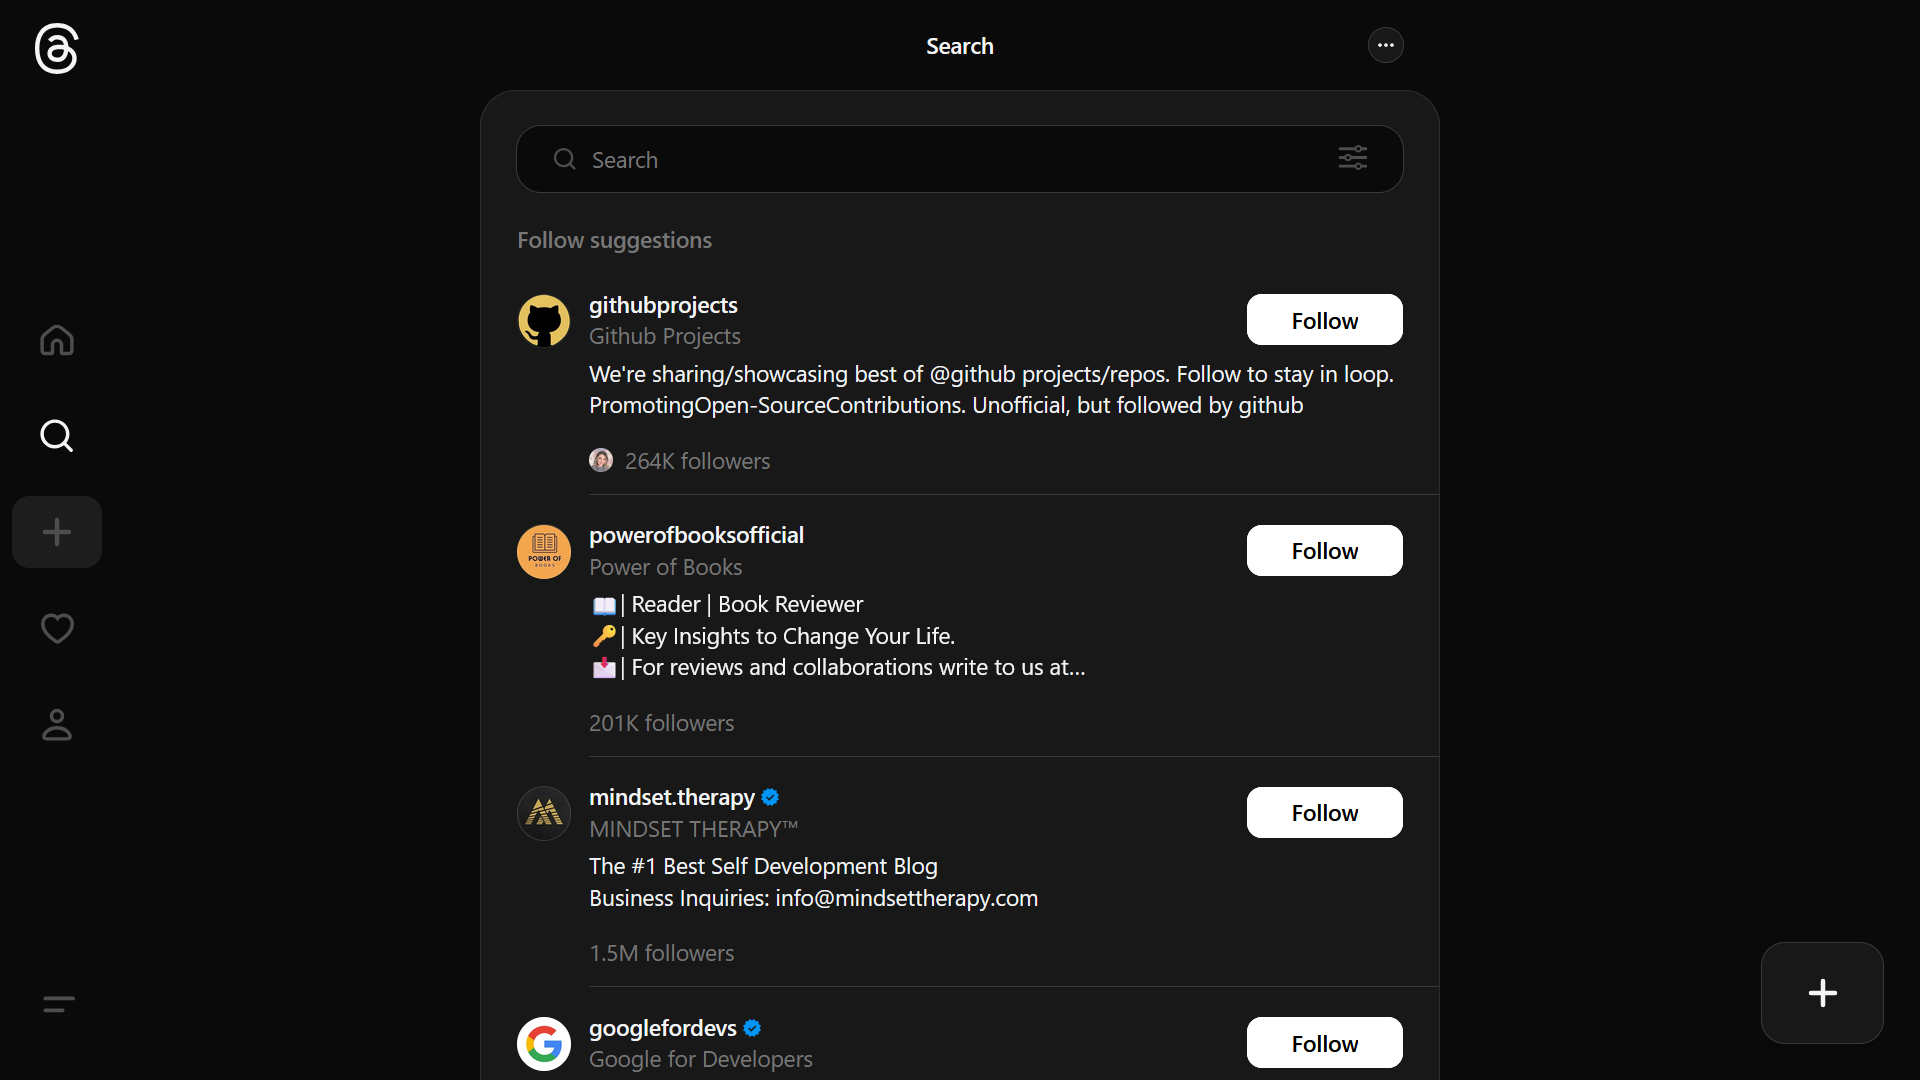 Search
Search
Follow suggestions
githubprojects
Follow
Github Projects
We're sharing/showcasing best of @github projects/repos. Follow to stay in loop.
PromotingOpen-SourceContributions. Unofficial, but followed by github
264K followers
POWER OF
BOOKS
powerofbooksofficial
Follow
Power of Books
| Reader | Book Reviewer
| Key Insights to Change Your Life.
| For reviews and collaborations write to us at...
201K followers
mindset.therapy
Follow
MINDSET THERAPY™
The #1 Best Self Development Blog
Business Inquiries: info@mindsettherapy.com
1.5M followers
googlefordevs
Follow
Google for Developers